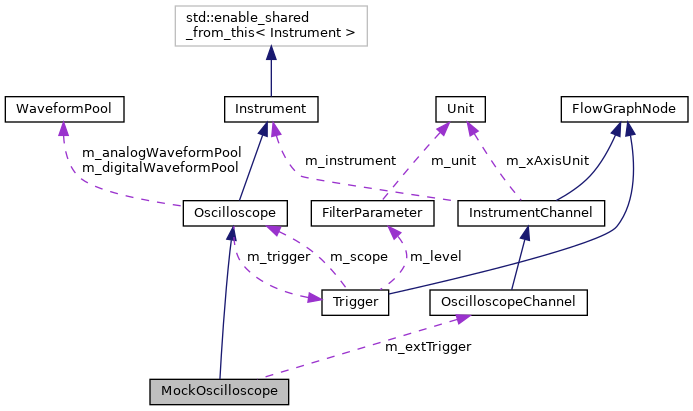 std::enable_shared
_from_this< Instrument >
WaveformPool
Instrument
Unit
FlowGraphNode
m_analogWaveformPool
m_digitalWaveformPool
m_instrument
m_unit
m_xAxisUnit
Oscilloscope
FilterParameter
InstrumentChannel
m_trigger
m_scope
m_level
Trigger
OscilloscopeChannel
m_extTrigger
MockOscilloscope